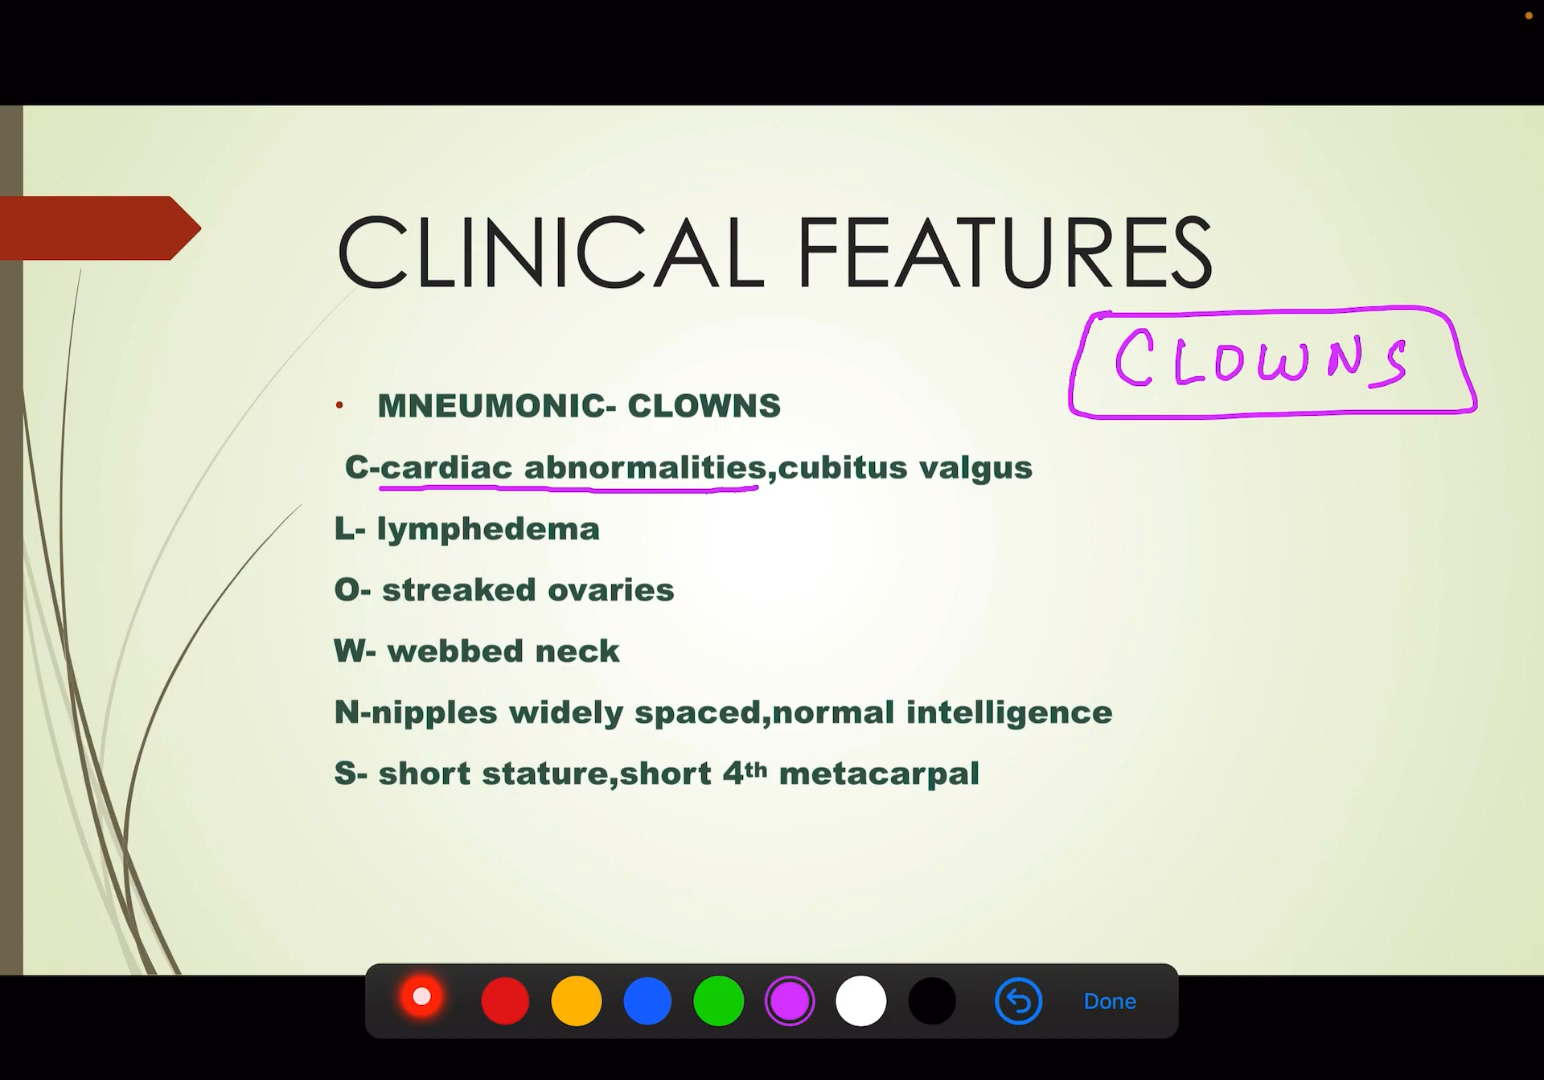 CLINICAL FEATURES
CLOWNS
• MNEUMONIC- CLOWNS
C-cardiac abnormalities,cubitus valgus
L- lymphedema
O- streaked ovaries
W- webbed neck
N-nipples widely spaced,normal intelligence
S- short stature,short 4th metacarpal
Done